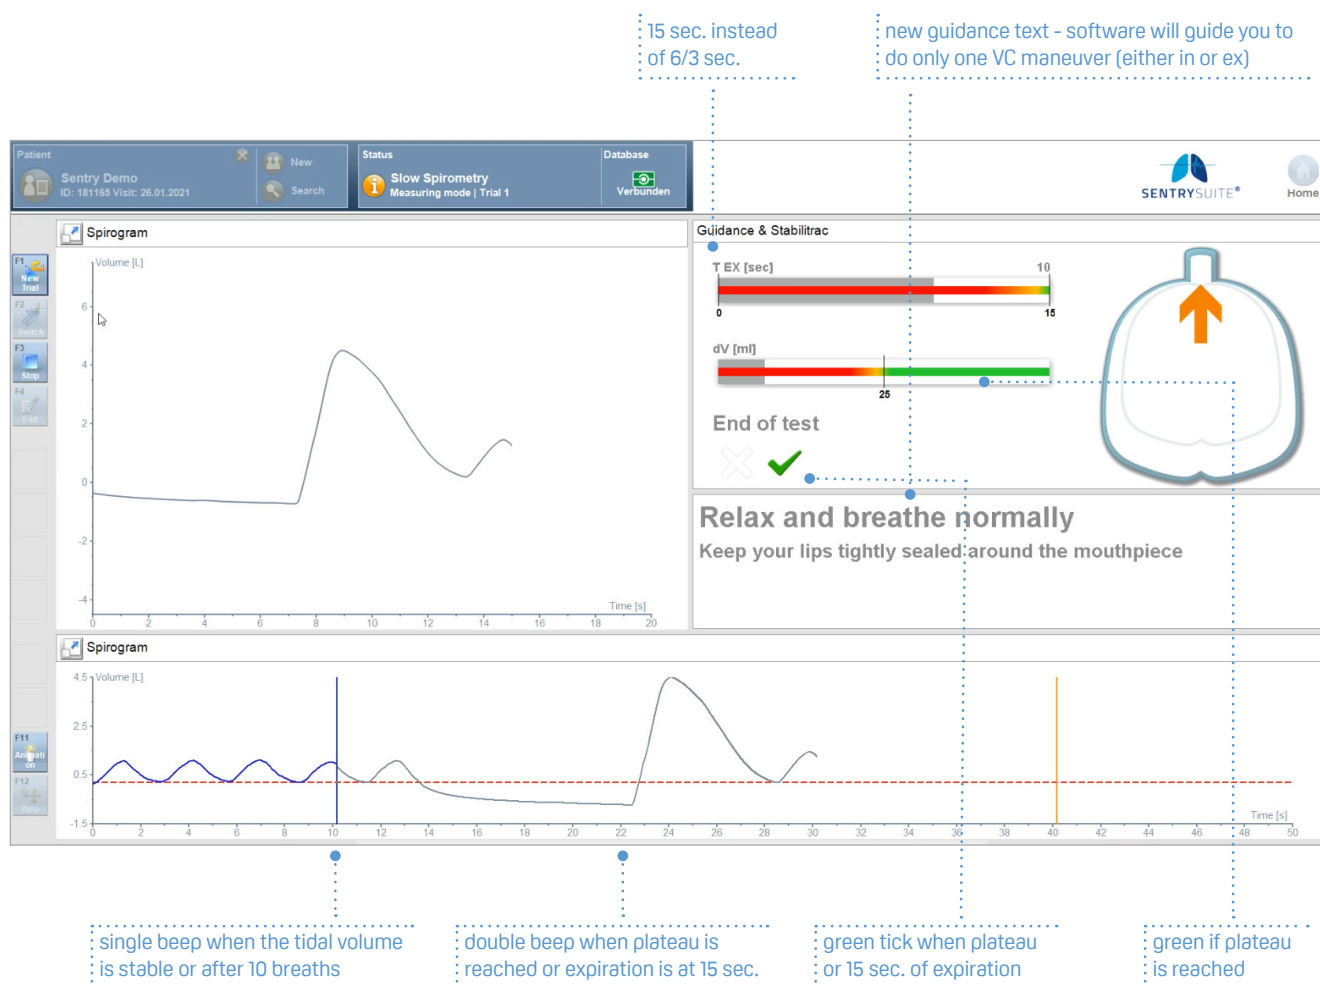 15 sec. instead
of 6/3 sec.
new guidance text - software will guide you to
do only one VC maneuver (either in or ex)
Patient
Sentry Demo
ID: 181165 Visit: 26.01.2021
New
Search
Status
Slow Spirometry
Measuring mode | Trial 1
Database
Verbunden
SENTRYSUITE®
Home
F1
New
Trial
F2
Switch
F3
Stop
F4
Edit
F11
Animati
on
F12
Zero
Spirogram
Volume [L]
6
4
2
0
-2
-4
Time [s]
0 2 4 6 8 10 12 14 16 18 20
Guidance & Stabilitrac
T EX [sec]
10
0
15
dV [ml]
25
End of test
Relax and breathe normally
Keep your lips tightly sealed around the mouthpiece
Spirogram
4.5
Volume [L]
2.5
0.5
-1.5
Time [s]
0 2 4 6 8 10 12 14 16 18 20 22 24 26 28 30 32 34 36 38 40 42 44 46 48 50
single beep when the tidal volume
is stable or after 10 breaths
double beep when plateau is
reached or expiration is at 15 sec.
green tick when plateau
or 15 sec. of expiration
green if plateau
is reached